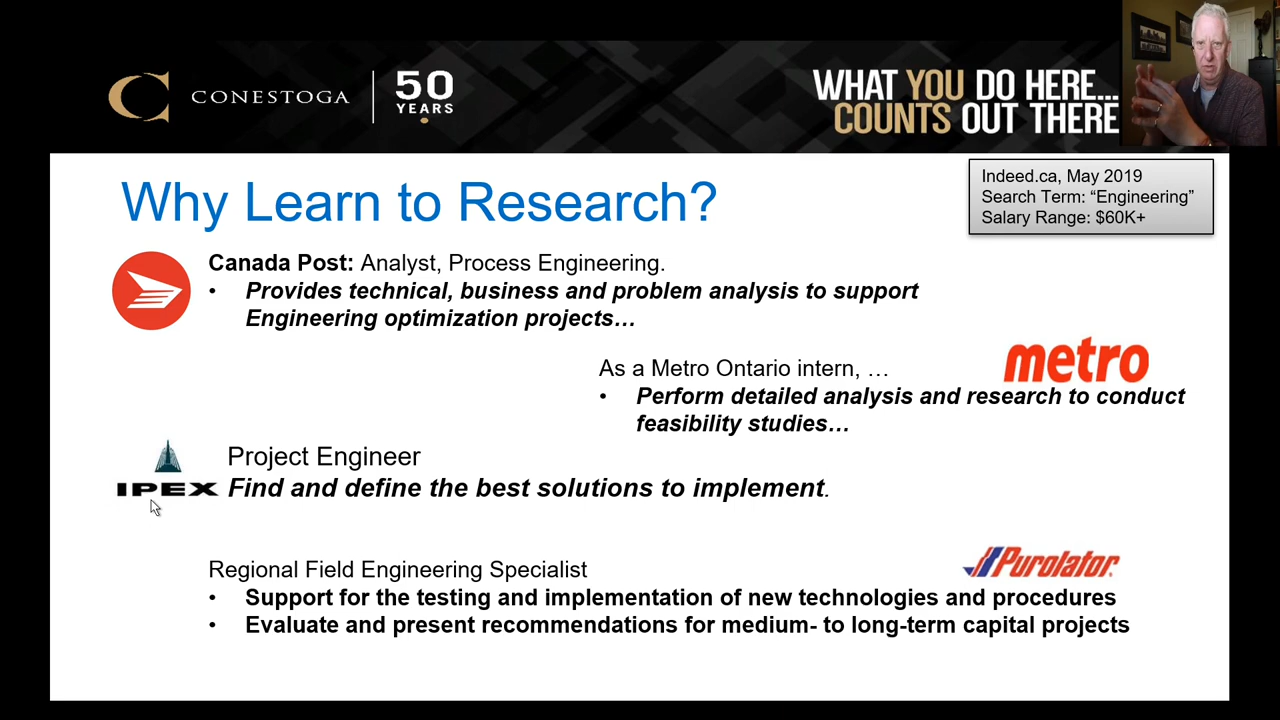 CONESTOGA
50
YEARS
WHAT YOU DO HERE...
COUNTS OUT THERE
Why Learn to Research?
Indeed.ca, May 2019
Search Term: “Engineering”
Salary Range: $60K+
Canada Post: Analyst, Process Engineering.
• Provides technical, business and problem analysis to support
Engineering optimization projects…
metro
As a Metro Ontario intern, …
• Perform detailed analysis and research to conduct
feasibility studies…
Project Engineer
IPEX
Find and define the best solutions to implement.
Purolator
Regional Field Engineering Specialist
• Support for the testing and implementation of new technologies and procedures
• Evaluate and present recommendations for medium- to long-term capital projects